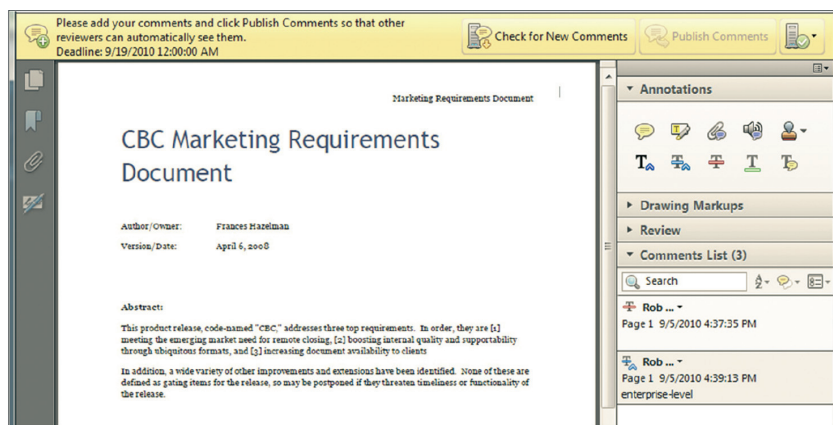 Please add your comments and click Publish Comments so that other
reviewers can automatically see them.
Deadline: 9/19/2010 12:00:00 AM
Check for New Comments
Publish Comments
Marketing Requirements Document
CBC Marketing Requirements
Document
Author/Owner: Frances Hazelman
Version/Date: April 6, 2008
Abstract:
This product release, code-named "CBC," addresses three top requirements. In order, they are [1]
meeting the emerging market need for remote closing, [2] boosting internal quality and supportability
through ubiquitous formats, and [3] increasing document availability to clients
In addition, a wide variety of other improvements and extensions have been identified. None of these are
defined as gating items for the release, so may be postponed if they threaten timeliness or functionality of
the release.
Annotations
Drawing Markups
Review
Comments List (3)
Search
Rob ...
Page 1 9/5/2010 4:37:35 PM
Rob ...
Page 1 9/5/2010 4:39:13 PM
enterprise-level